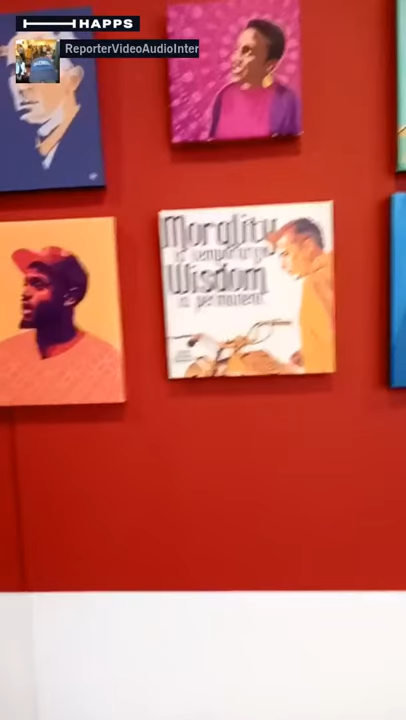 HAPPS
ReporterVideoAudioInter
Morality
is temporary
Wisdom
is permanent